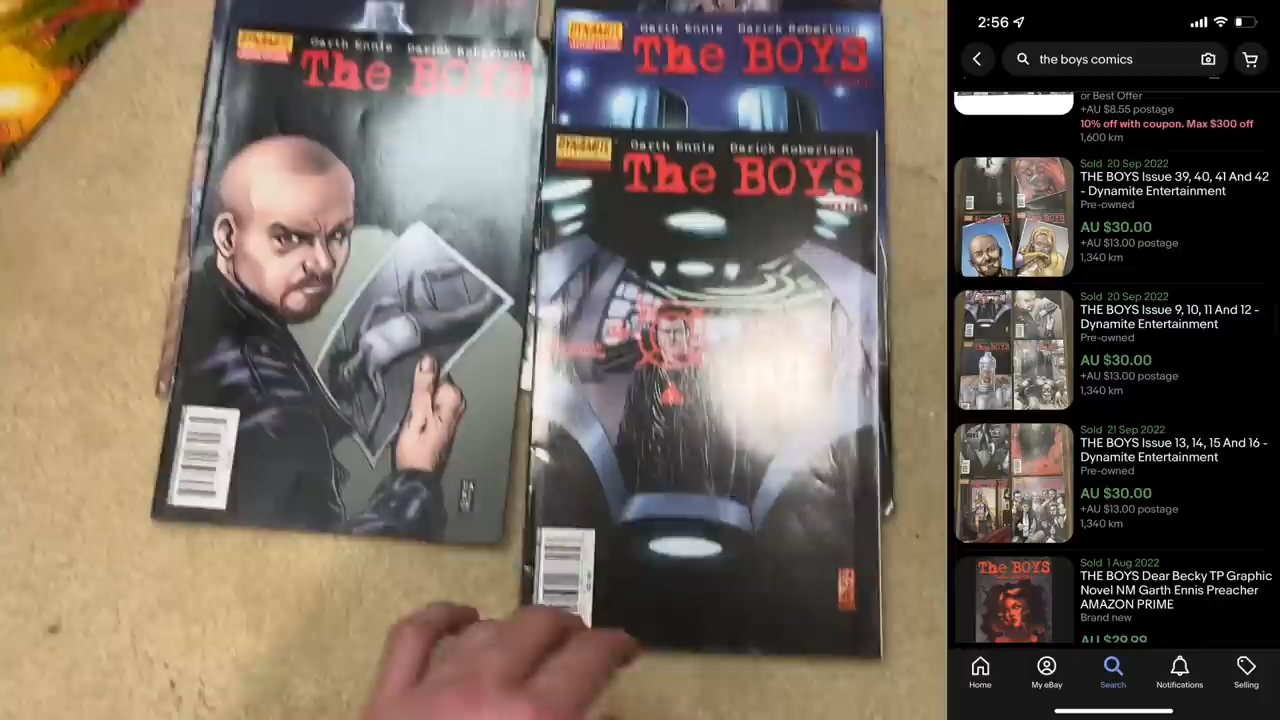 Garth Ennis Darick Robertson
The BOYS
Garth Ennis Darick Robertson
The BOYS
DYNAMITE
Garth Ennis Darick Robertson
The BOYS
2:56
the boys comics
or Best Offer
+AU $8.55 postage
10% off with coupon. Max $300 off
1,600 km
Sold 20 Sep 2022
THE BOYS Issue 39, 40, 41 And 42
- Dynamite Entertainment
Pre-owned
AU $30.00
+AU $13.00 postage
1,340 km
Sold 20 Sep 2022
THE BOYS Issue 9, 10, 11 And 12 -
Dynamite Entertainment
Pre-owned
AU $30.00
+AU $13.00 postage
1,340 km
Sold 21 Sep 2022
THE BOYS Issue 13, 14, 15 And 16 -
Dynamite Entertainment
Pre-owned
AU $30.00
+AU $13.00 postage
1,340 km
The BOYS
Sold 1 Aug 2022
THE BOYS Dear Becky TP Graphic
Novel NM Garth Ennis Preacher
AMAZON PRIME
Brand new
AU $29.99
Home
My eBay
Search
Notifications
Selling